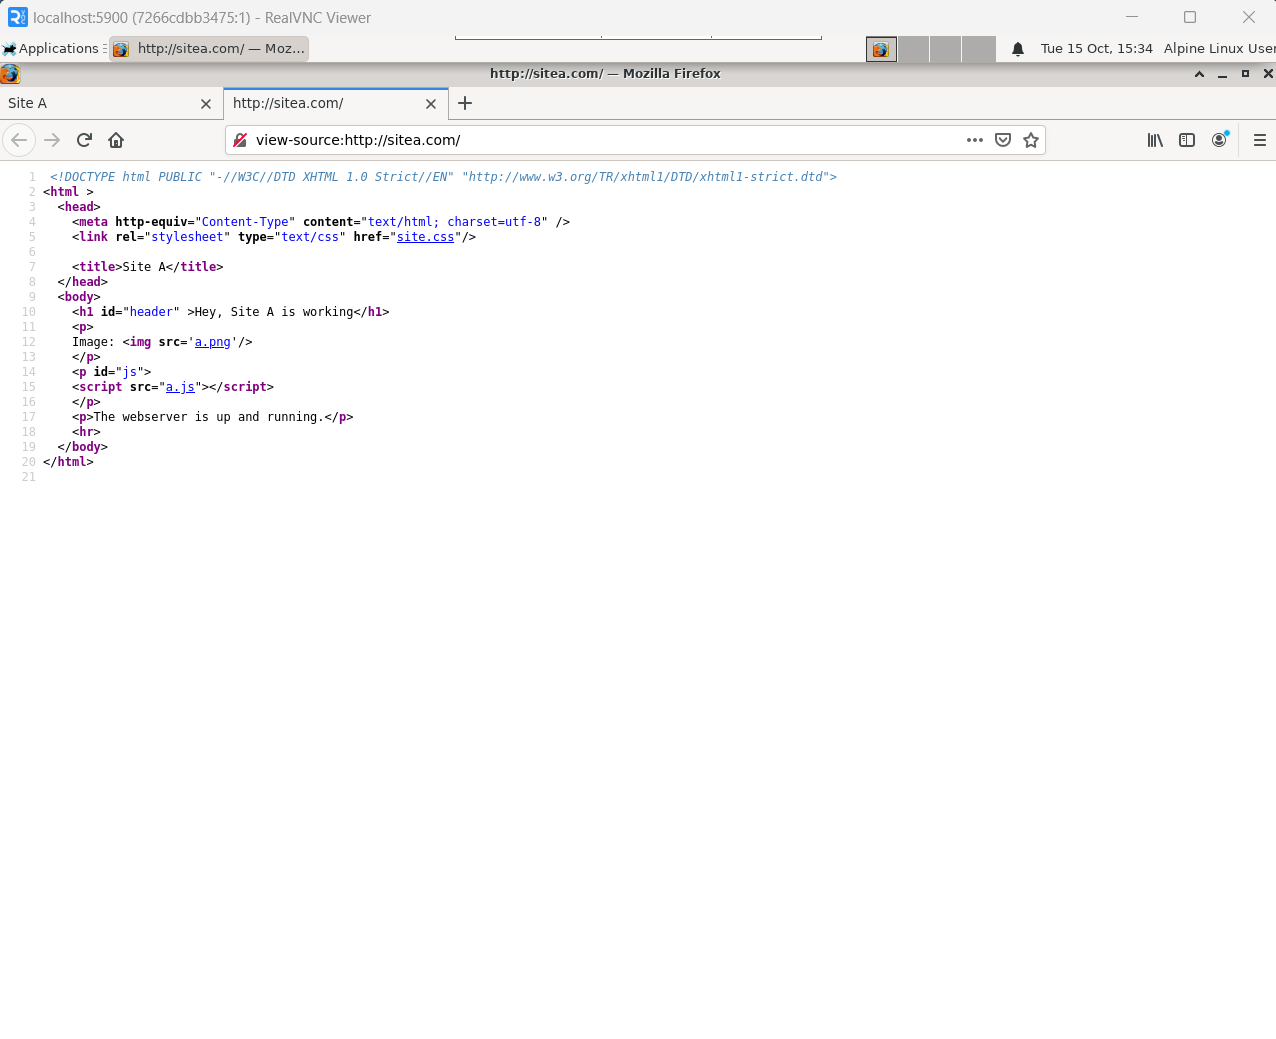 localhost:5900 (7266cdbb3475:1) - RealVNC Viewer
Applications http://sitea.com/ — Moz... Tue 15 Oct, 15:34 Alpine Linux User
http://sitea.com/ — Mozilla Firefox
Site A http://sitea.com/
view-source:http://sitea.com/
1 <!DOCTYPE html PUBLIC "-//W3C//DTD XHTML 1.0 Strict//EN" "http://www.w3.org/TR/xhtml1/DTD/xhtml1-strict.dtd">
2 <html >
3 <head>
4 <meta http-equiv="Content-Type" content="text/html; charset=utf-8" />
5 <link rel="stylesheet" type="text/css" href="site.css"/>
6
7 <title>Site A</title>
8 </head>
9 <body>
10 <h1 id="header" >Hey, Site A is working</h1>
11 <p>
12 Image: <img src='a.png'/>
13 </p>
14 <p id="js">
15 <script src="a.js"></script>
16 </p>
17 <p>The webserver is up and running.</p>
18 <hr>
19 </body>
20 </html>
21